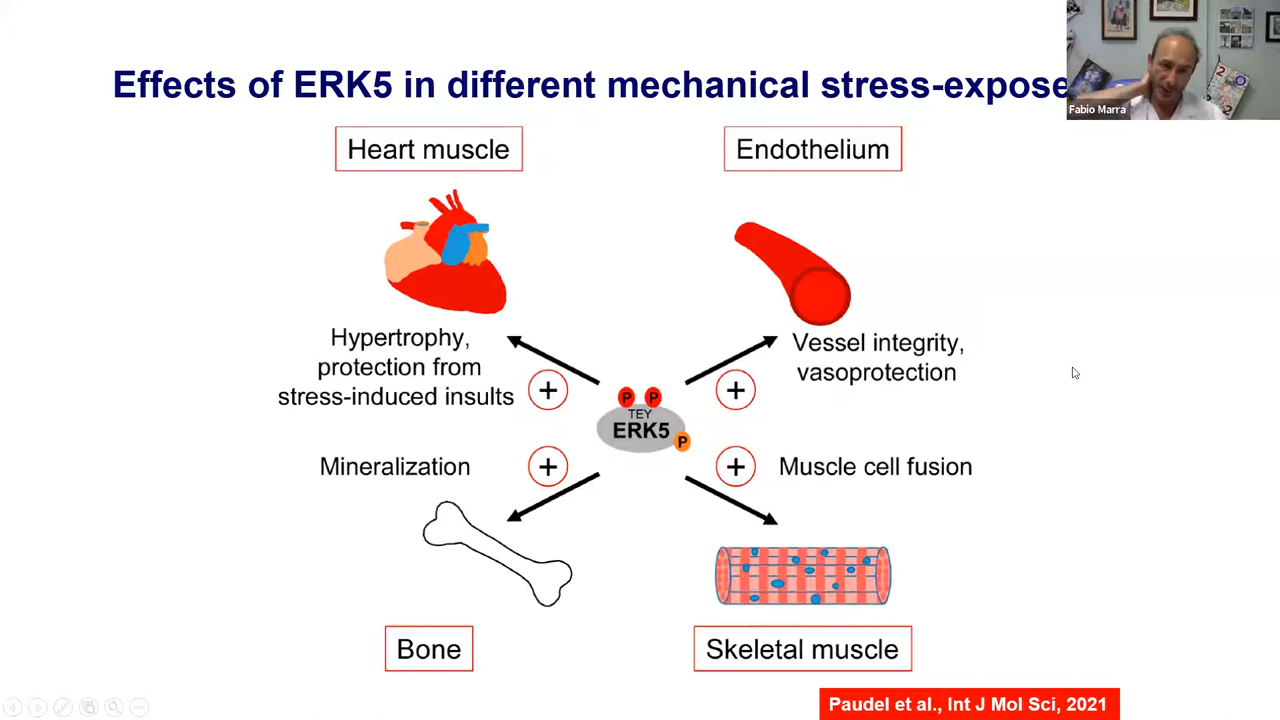 Effects of ERK5 in different mechanical stress-expose
Fabio Marra
Heart muscle
Endothelium
Hypertrophy,
protection from
stress-induced insults
Vessel integrity,
vasoprotection
+
+
P P
TEY
ERK5
P
Mineralization
+
+
Muscle cell fusion
Bone
Skeletal muscle
Paudel et al., Int J Mol Sci, 2021